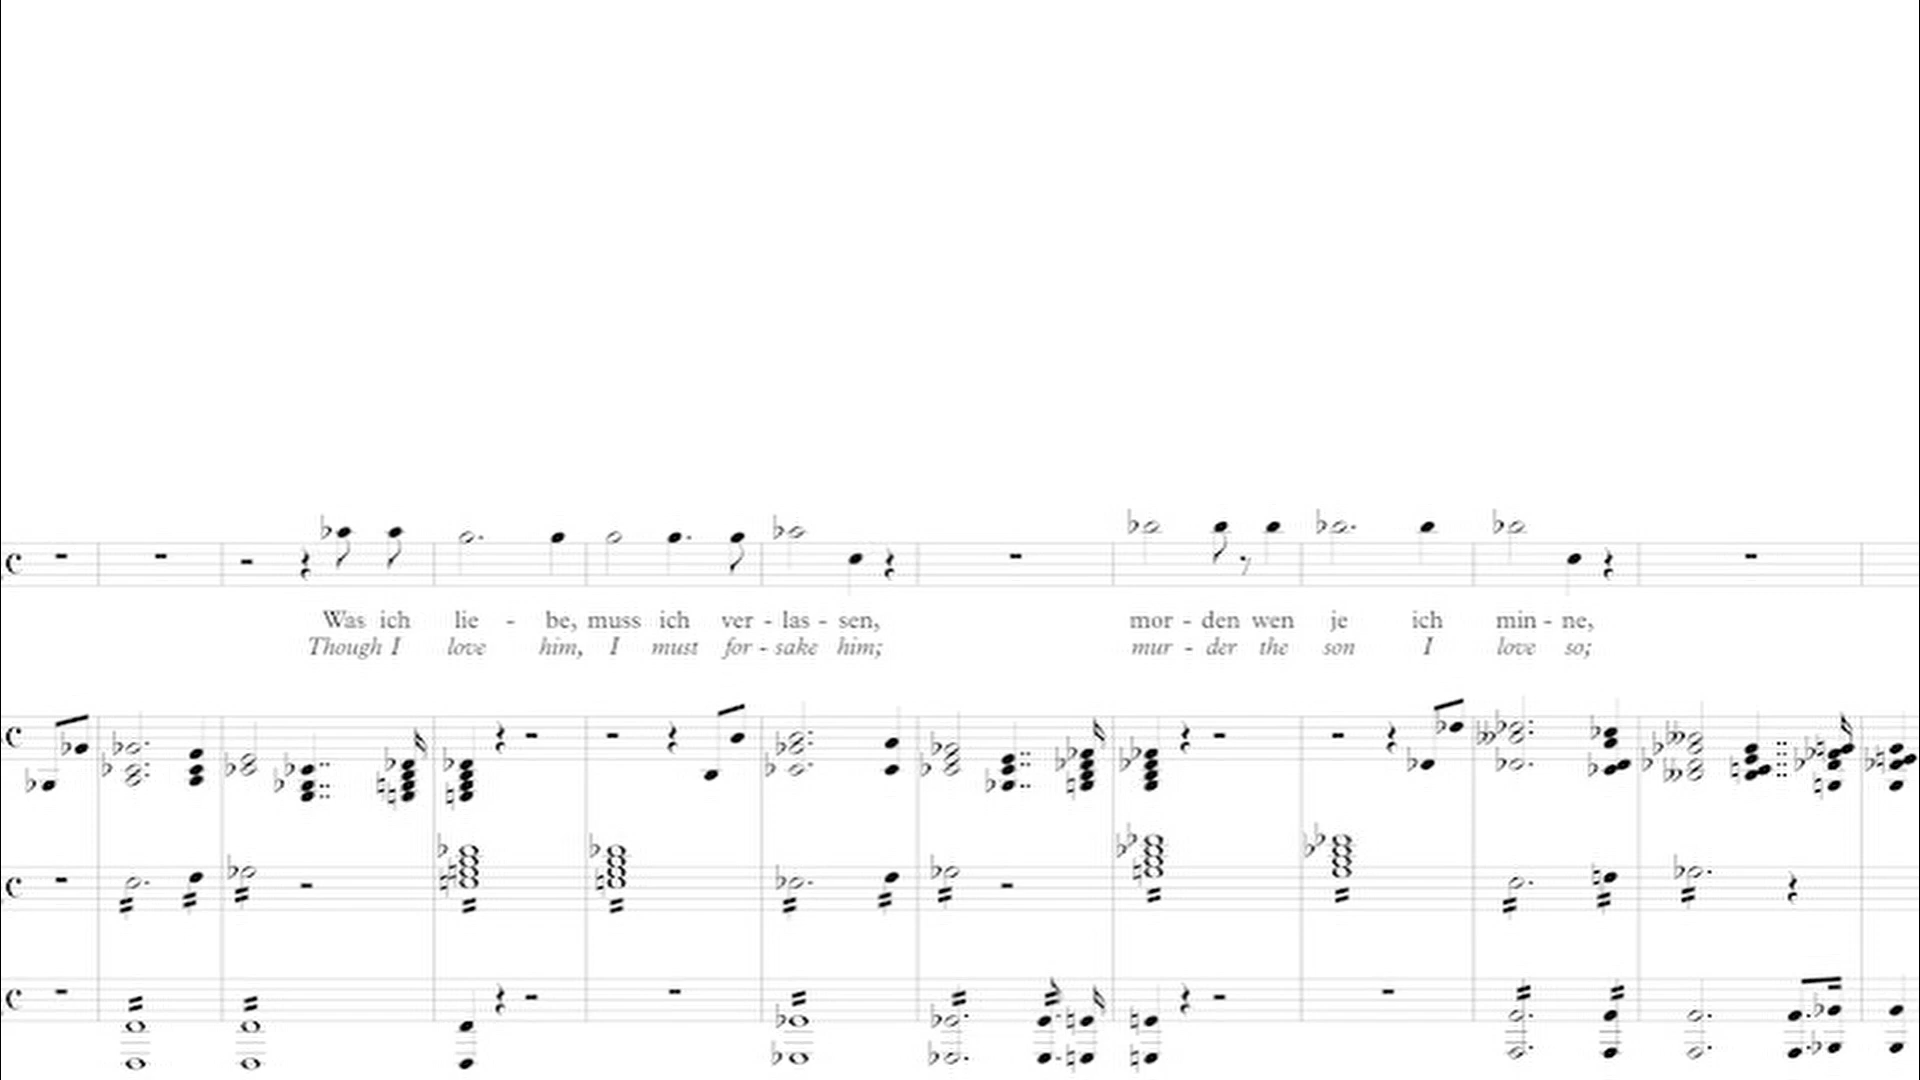 Was ich lie - be, muss ich ver - las - sen, mor - den wen je ich min - ne,
Though I love him, I must for - sake him; mur - der the son I love so;